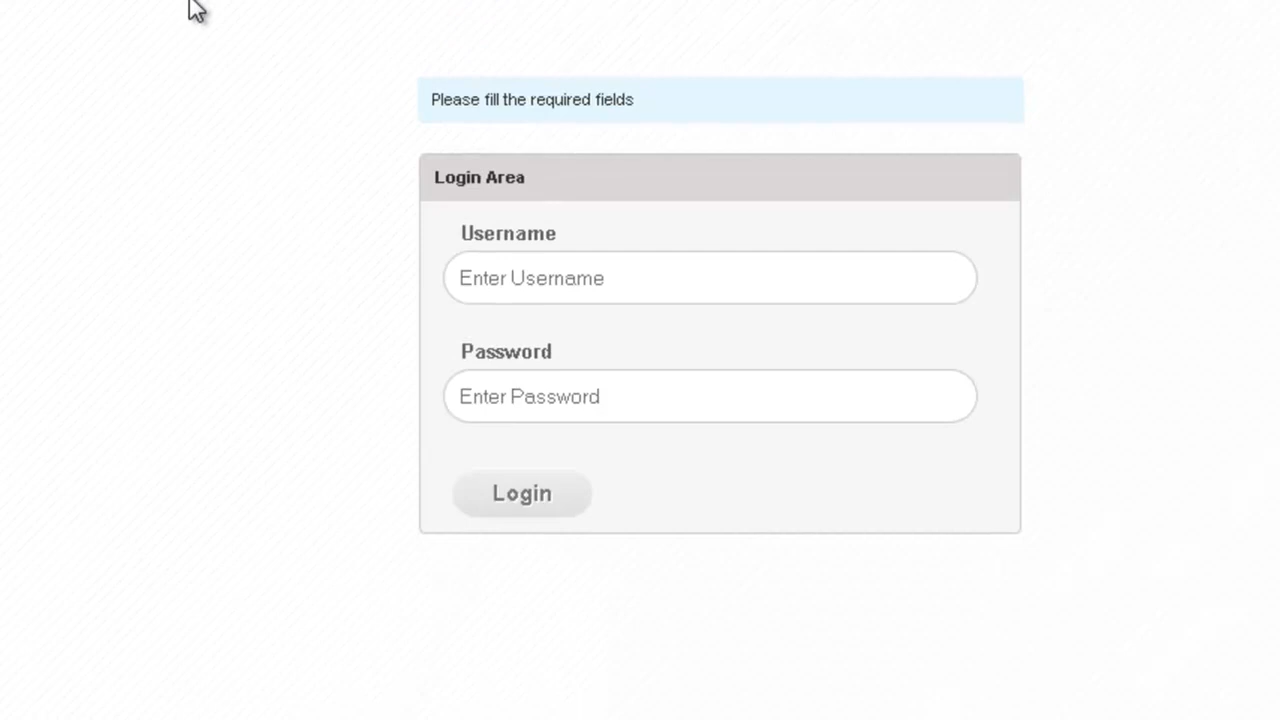 Please fill the required fields
Login Area
Username
Enter Username
Password
Enter Password
Login